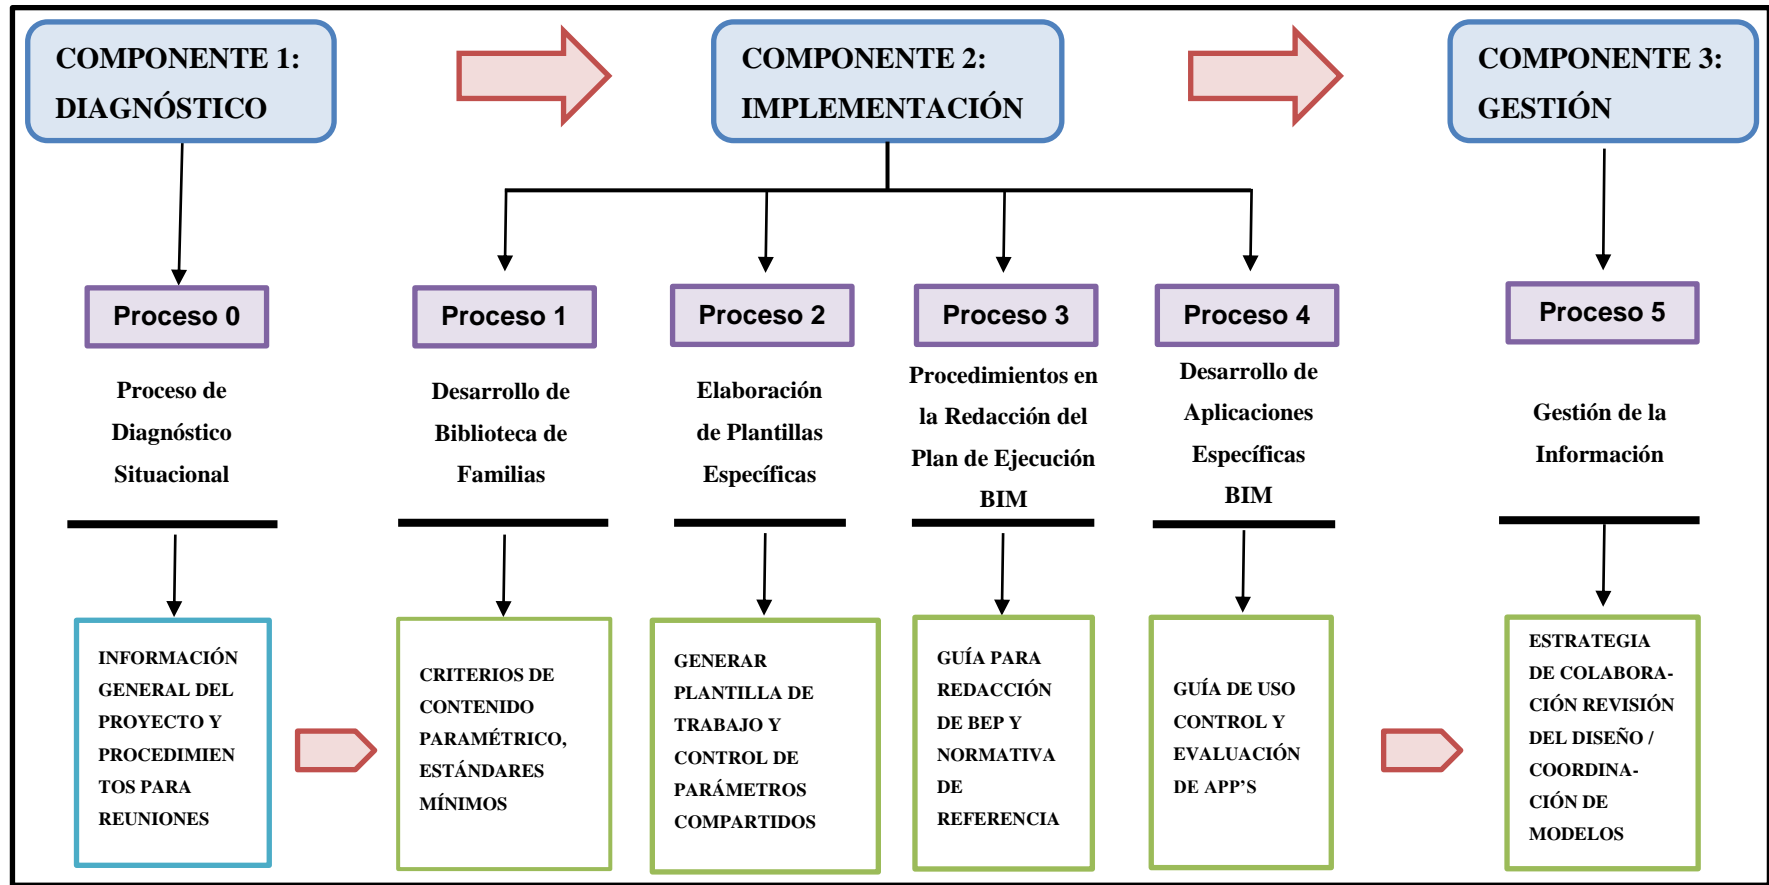 COMPONENTE 1:
DIAGNÓSTICO
COMPONENTE 2:
IMPLEMENTACIÓN
COMPONENTE 3:
GESTIÓN
Proceso 0
Proceso 1
Proceso 2
Proceso 3
Proceso 4
Proceso 5
Proceso de
Diagnóstico
Situacional
Desarrollo de
Biblioteca de
Familias
Elaboración
de Plantillas
Específicas
Procedimientos en
la Redacción del
Plan de Ejecución
BIM
Desarrollo de
Aplicaciones
Específicas
BIM
Gestión de la
Información
INFORMACIÓN
GENERAL DEL
PROYECTO Y
PROCEDIMIEN
TOS PARA
REUNIONES
CRITERIOS DE
CONTENIDO
PARAMÉTRICO,
ESTÁNDARES
MÍNIMOS
GENERAR
PLANTILLA DE
TRABAJO Y
CONTROL DE
PARÁMETROS
COMPARTIDOS
GUÍA PARA
REDACCIÓN
DE BEP Y
NORMATIVA
DE
REFERENCIA
GUÍA DE USO
CONTROL Y
EVALUACIÓN
DE APP’S
ESTRATEGIA
DE COLABORA-
CIÓN REVISIÓN
DEL DISEÑO /
COORDINA-
CIÓN DE
MODELOS